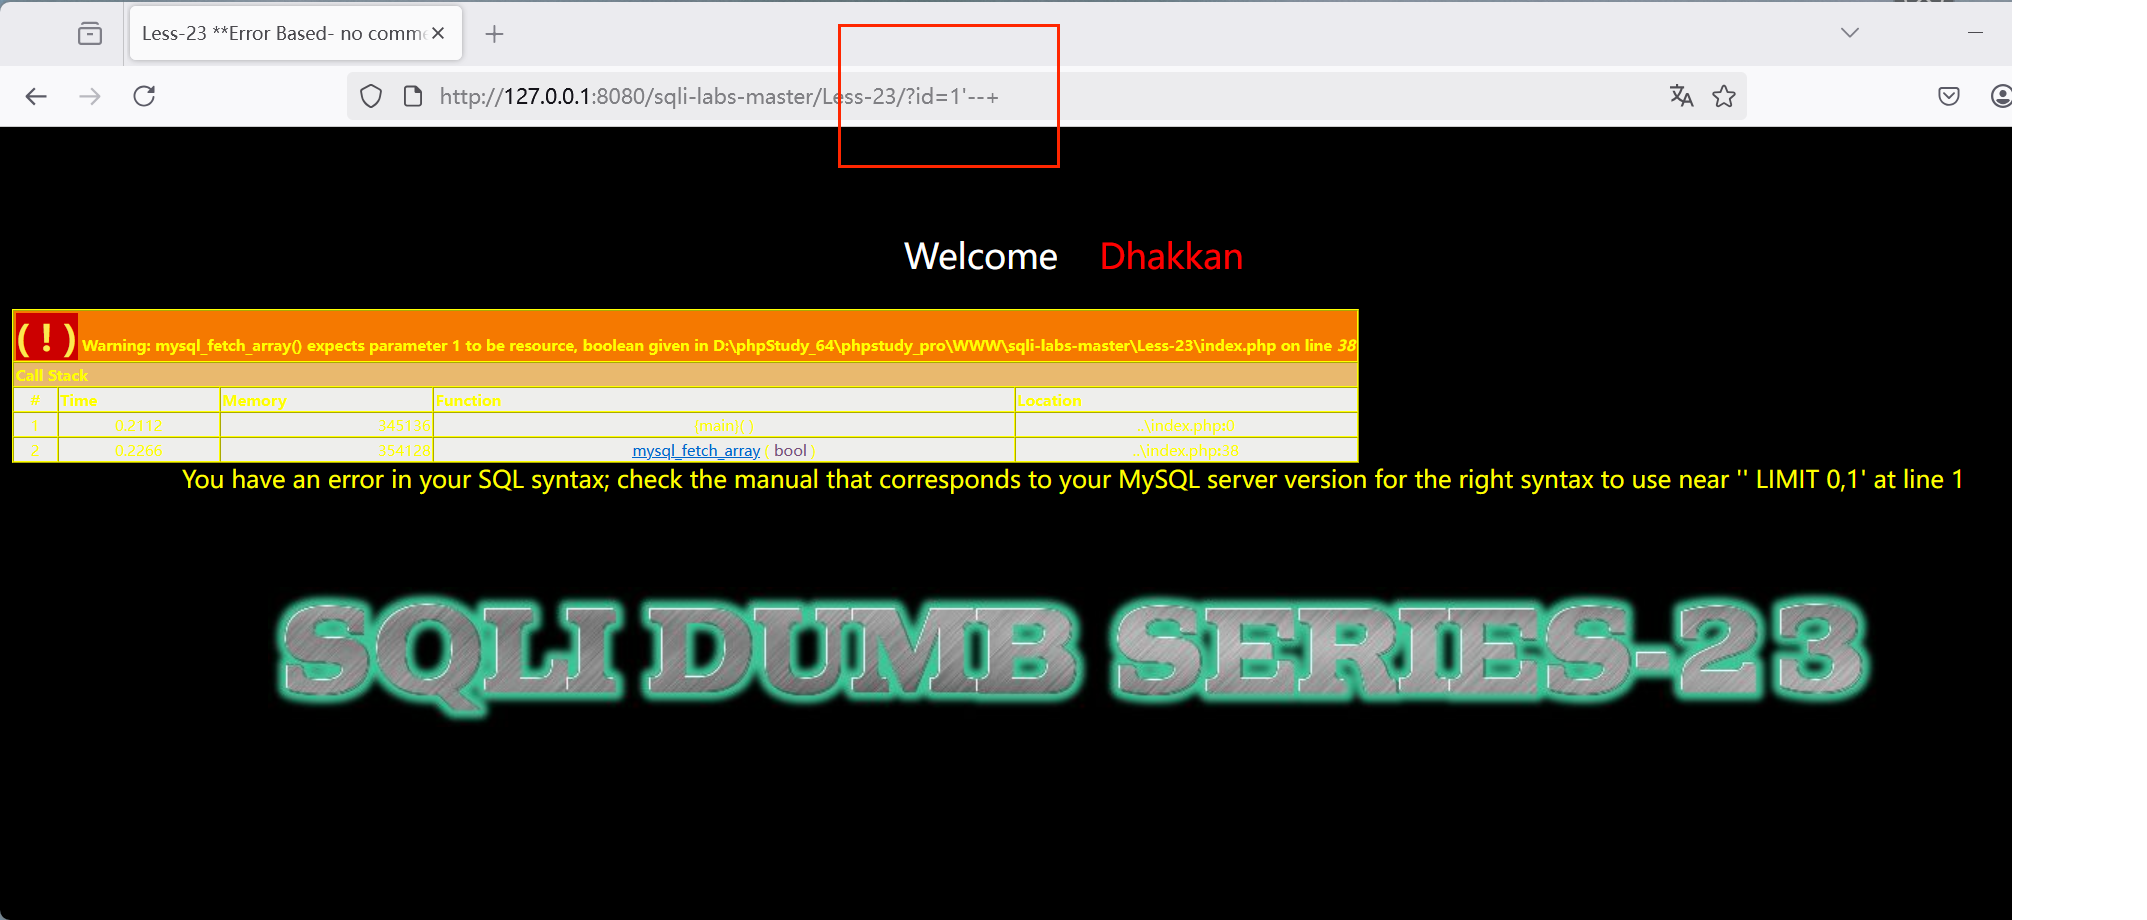 Less-23 **Error Based- no comme
http://127.0.0.1:8080/sqli-labs-master/Less-23/?id=1'--+
Welcome Dhakkan
( ! ) Warning: mysql_fetch_array() expects parameter 1 to be resource, boolean given in D:\phpStudy_64\phpstudy_pro\WWW\sqli-labs-master\Less-23\index.php on line 38
Call Stack
# Time Memory Function Location
1 0.2112 345136 {main}( ) ..\index.php:0
2 0.2266 354128 mysql_fetch_array ( bool ) ..\index.php:38
You have an error in your SQL syntax; check the manual that corresponds to your MySQL server version for the right syntax to use near '' LIMIT 0,1' at line 1
SQLI DUMB SERIES-23